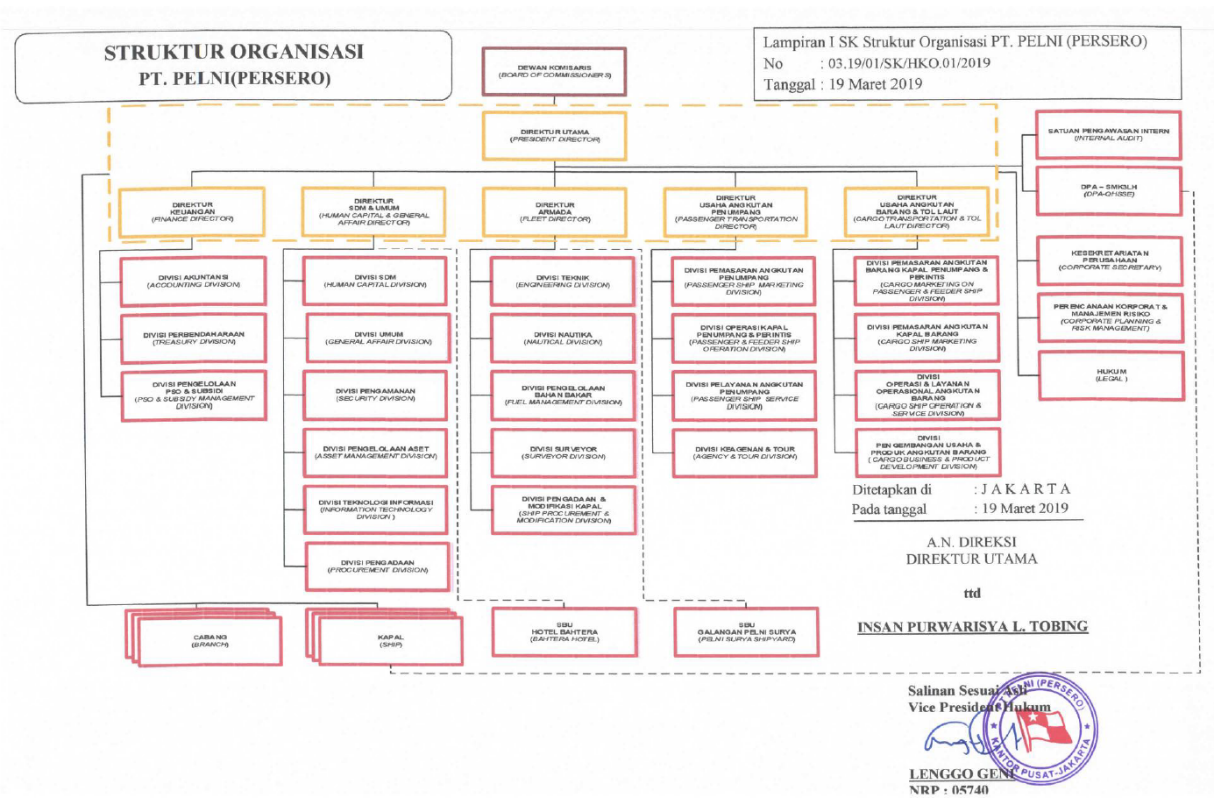 STRUKTUR ORGANISASI
PT. PELNI(PERSERO)
Lampiran I SK Struktur Organisasi PT. PELNI (PERSERO)
No : 03.19/01/SK/HKO.01/2019
Tanggal : 19 Maret 2019
DEWAN KOMISARIS
(BOARD OF COMMISSIONERS)
DIREKTUR UTAMA
(PRESIDENT DIRECTOR)
SATUAN PENGAWASAN INTERN
(INTERNAL AUDIT)
DPA – SMK3LH
(DPA-QHSSE)
DIREKTUR
KEUANGAN
(FINANCE DIRECTOR)
DIREKTUR
SDM & UMUM
(HUMAN CAPITAL & GENERAL
AFFAIR DIRECTOR)
DIREKTUR
ARMADA
(FLEET DIRECTOR)
DIREKTUR
USAHA ANGKUTAN
PENUMPANG
(PASSENGER TRANSPORTATION
DIRECTOR)
DIREKTUR
USAHA ANGKUTAN
BARANG & TOL LAUT
(CARGO TRANSPORTATION & TOL
LAUT DIRECTOR)
KESEKRETARIATAN
PERUSAHAAN
(CORPORATE SECRETARY)
PERENCANAAN KORPORAT &
MANAJEMEN RISIKO
(CORPORATE PLANNING &
RISK MANAGEMENT)
HUKUM
(LEGAL )
DIVISI AKUNTANSI
(ACCOUNTING DIVISION)
DIVISI PERBENDAHARAAN
(TREASURY DIVISION)
DIVISI PENGELOLAAN
PSO & SUBSIDI
(PSO & SUBSIDY MANAGEMENT
DIVISION)
DIVISI SDM
(HUMAN CAPITAL DIVISION)
DIVISI UMUM
(GENERAL AFFAIR DIVISION)
DIVISI PENGAMANAN
(SECURITY DIVISION)
DIVISI PENGELOLAAN ASET
(ASSET MANAGEMENT DIVISION)
DIVISI TEKNOLOGI INFORMASI
(INFORMATION TECHNOLOGY
DIVISION )
DIVISI PENGADAAN
(PROCUREMENT DIVISION)
DIVISI TEKNIK
(ENGINEERING DIVISION)
DIVISI NAUTIKA
(NAUTICAL DIVISION)
DIVISI PENGELOLAAN
BAHAN BAKAR
(FUEL MANAGEMENT DIVISION)
DIVISI SURVEYOR
(SURVEYOR DIVISION)
DIVISI PENGADAAN &
MODIFIKASI KAPAL
(SHIP PROCUREMENT &
MODIFICATION DIVISION)
DIVISI PEMASARAN ANGKUTAN
PENUMPANG
(PASSENGER SHIP MARKETING
DIVISION)
DIVISI OPERASI KAPAL
PENUMPANG & PERINTIS
(PASSENGER & FEEDER SHIP
OPERATION DIVISION)
DIVISI PELAYANAN ANGKUTAN
PENUMPANG
(PASSENGER SHIP SERVICE
DIVISION)
DIVISI KEAGENAN & TOUR
(AGENCY & TOUR DIVISION)
DIVISI PEMASARAN ANGKUTAN
BARANG KAPAL PENUMPANG &
PERINTIS
(CARGO MARKETING ON
PASSENGER & FEEDER SHIP
DIVISION)
DIVISI PEMASARAN ANGKUTAN
KAPAL BARANG
(CARGO SHIP MARKETING
DIVISION)
DIVISI
OPERASI & LAYANAN
OPERASIONAL ANGKUTAN
BARANG
(CARGO SHIP OPERATION &
SERVICE DIVISION)
DIVISI
PENGEMBANGAN USAHA &
PRODUK ANGKUTAN BARANG
( CARGO BUSINESS & PRODUCT
DEVELOPMENT DIVISION)
CABANG
(BRANCH)
KAPAL
(SHIP)
SBU
HOTEL BAHTERA
(BAHTERA HOTEL)
SBU
GALANGAN PELNI SURYA
(PELNI SURYA SHIPYARD)
Ditetapkan di : J A K A R T A
Pada tanggal : 19 Maret 2019
A.N. DIREKSI
DIREKTUR UTAMA
ttd
INSAN PURWARISYA L. TOBING
Salinan Sesuai Asli
Vice President Hukum
PT. PELNI (PERSERO)
KANTOR PUSAT-JAKARTA
LENGGO GENI
NRP : 05740